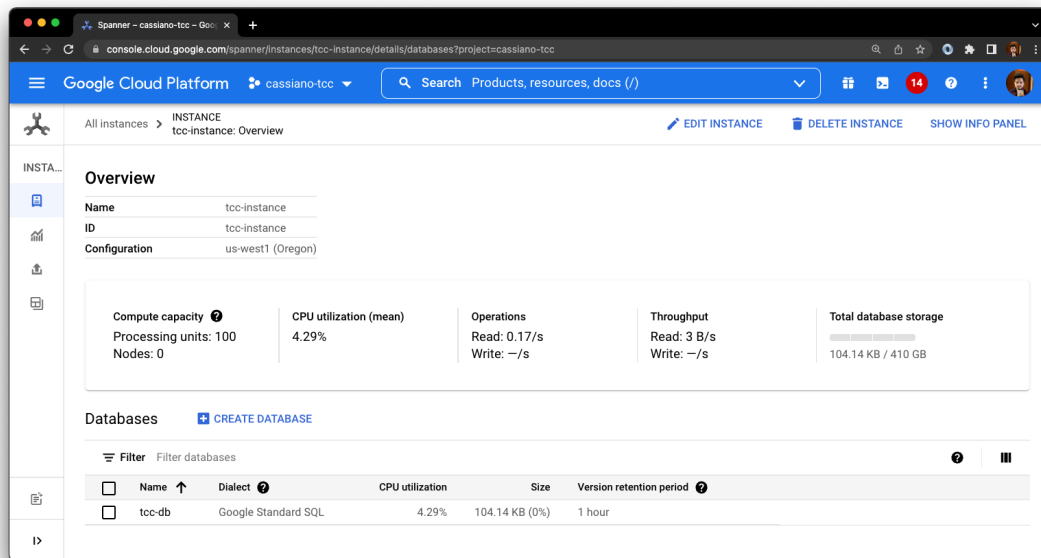 Spanner – cassiano-tcc – Goo
console.cloud.google.com/spanner/instances/tcc-instance/details/databases?project=cassiano-tcc
Google Cloud Platform cassiano-tcc Search Products, resources, docs (/) 14
All instances INSTANCE
tcc-instance: Overview
EDIT INSTANCE DELETE INSTANCE SHOW INFO PANEL
INSTA...
Overview
Name tcc-instance
ID tcc-instance
Configuration us-west1 (Oregon)
Compute capacity CPU utilization (mean) Operations Throughput Total database storage
Processing units: 100 4.29% Read: 0.17/s Read: 3 B/s
Nodes: 0 Write: —/s Write: —/s 104.14 KB / 410 GB
Databases CREATE DATABASE
Filter Filter databases
Name Dialect CPU utilization Size Version retention period
tcc-db Google Standard SQL 4.29% 104.14 KB (0%) 1 hour